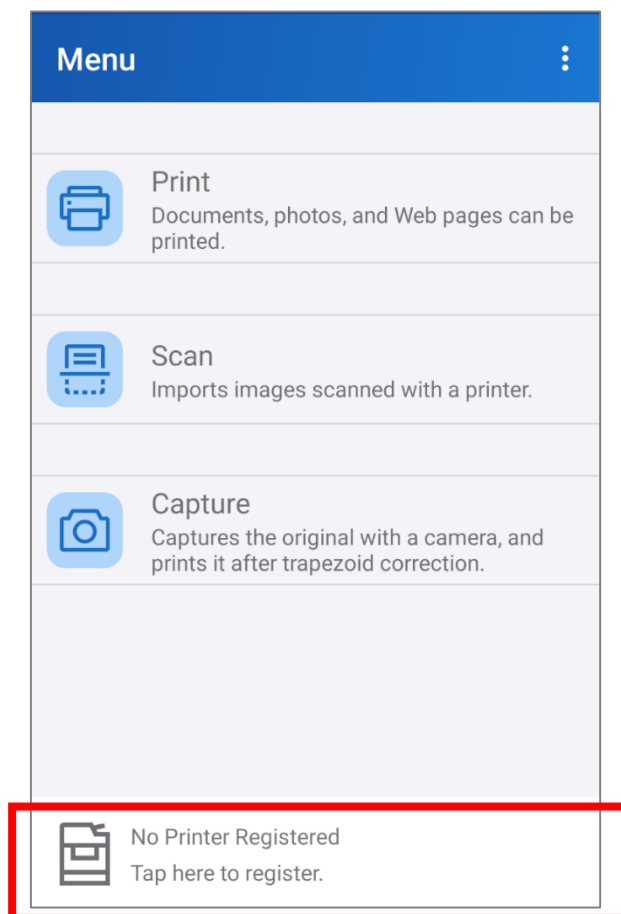 Menu
Print
Documents, photos, and Web pages can be
printed.
Scan
Imports images scanned with a printer.
Capture
Captures the original with a camera, and
prints it after trapezoid correction.
No Printer Registered
Tap here to register.